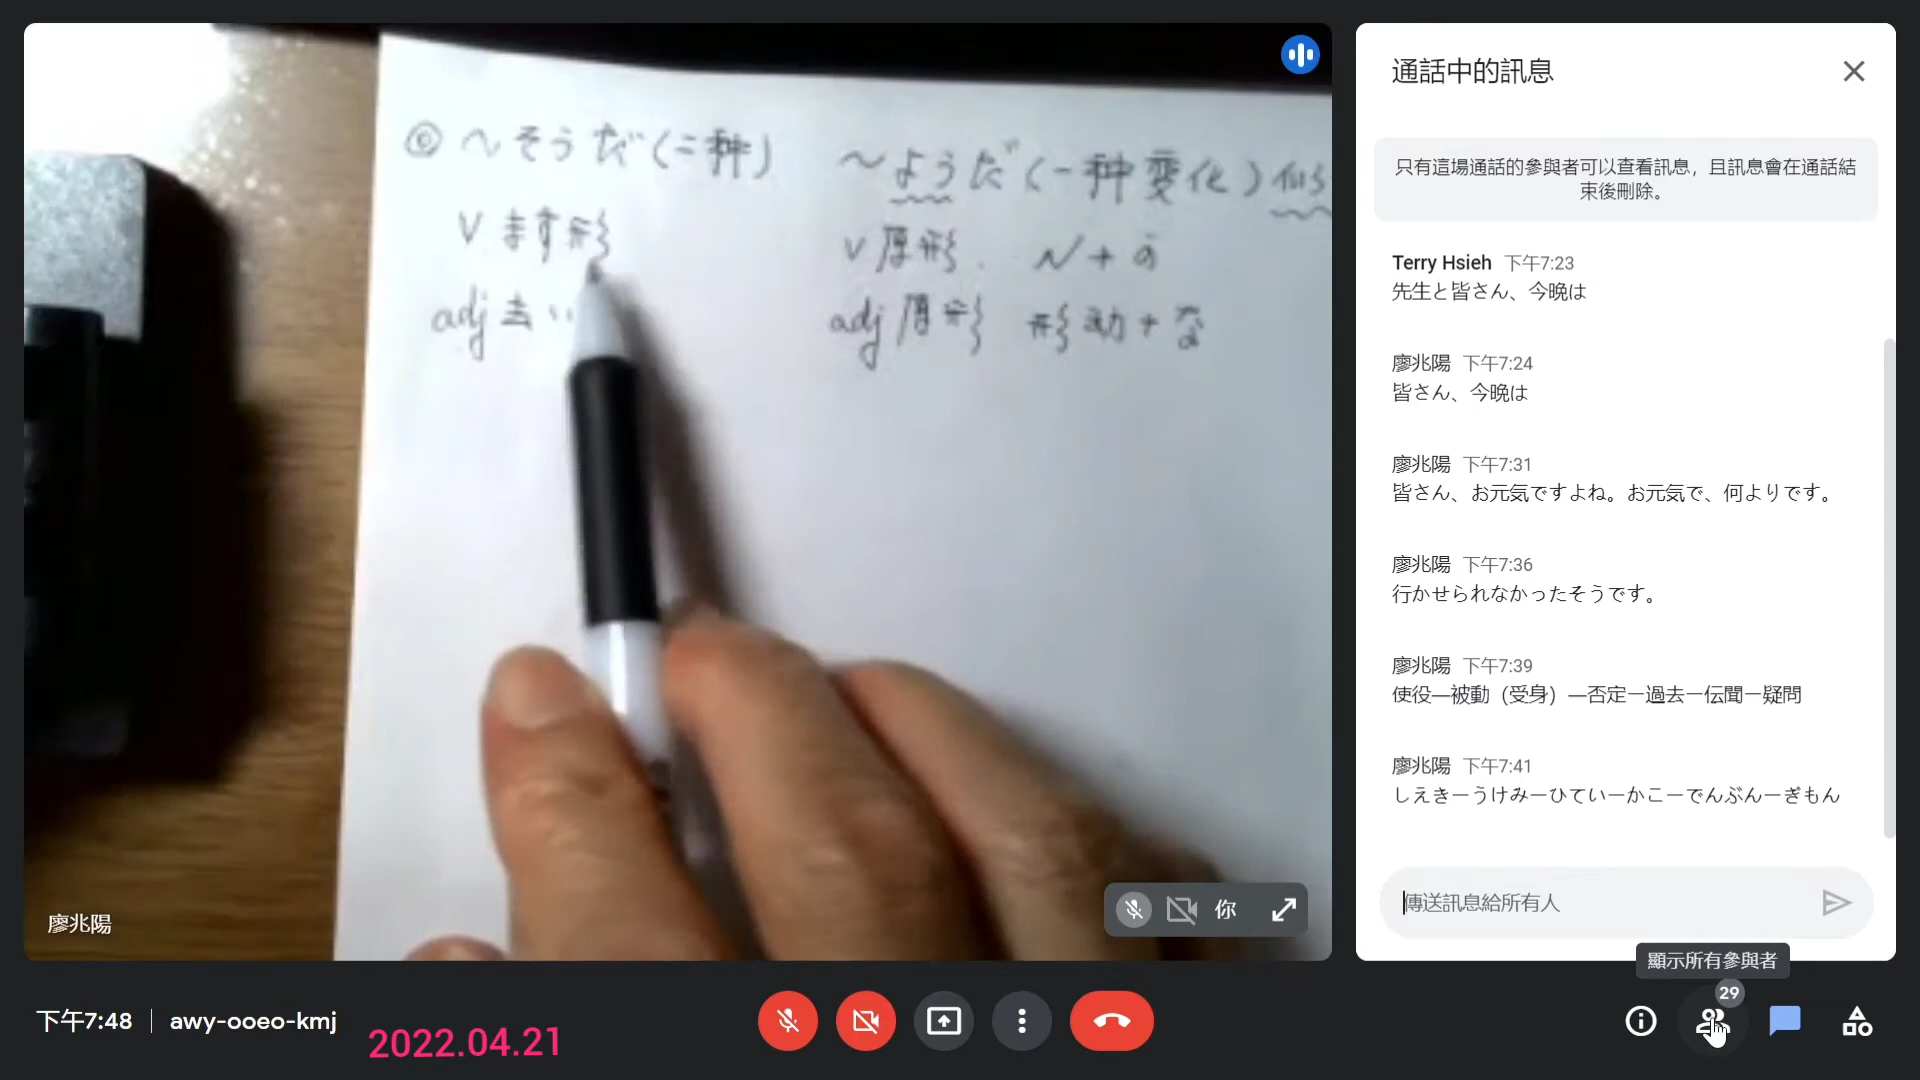 ◎ ～そうだ(二种)
～ようだ(一种変化)似
V ます形
V 厚形. N+の
adj 去い
adj 厚形 形动+な
廖兆陽
你
通話中的訊息
只有這場通話的參與者可以查看訊息，且訊息會在通話結
束後刪除。
Terry Hsieh 下午7:23
先生と皆さん、今晩は
廖兆陽 下午7:24
皆さん、今晩は
廖兆陽 下午7:31
皆さん、お元気ですよね。お元気で、何よりです。
廖兆陽 下午7:36
行かせられなかったそうです。
廖兆陽 下午7:39
使役—被動（受身）—否定ー過去ー伝聞ー疑問
廖兆陽 下午7:41
しえきーうけみーひていーかこーでんぶんーぎもん
傳送訊息給所有人
顯示所有參與者
29
下午7:48 | awy-ooeo-kmj
2022.04.21